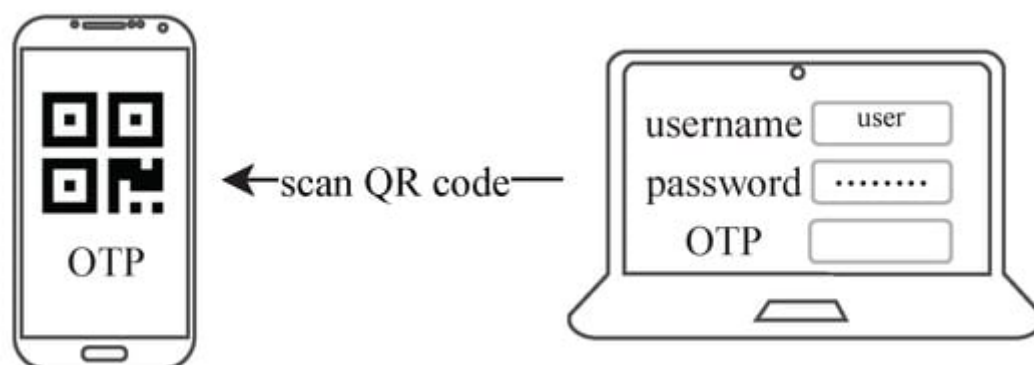 OTP
scan QR code
username user
password ••••••••
OTP